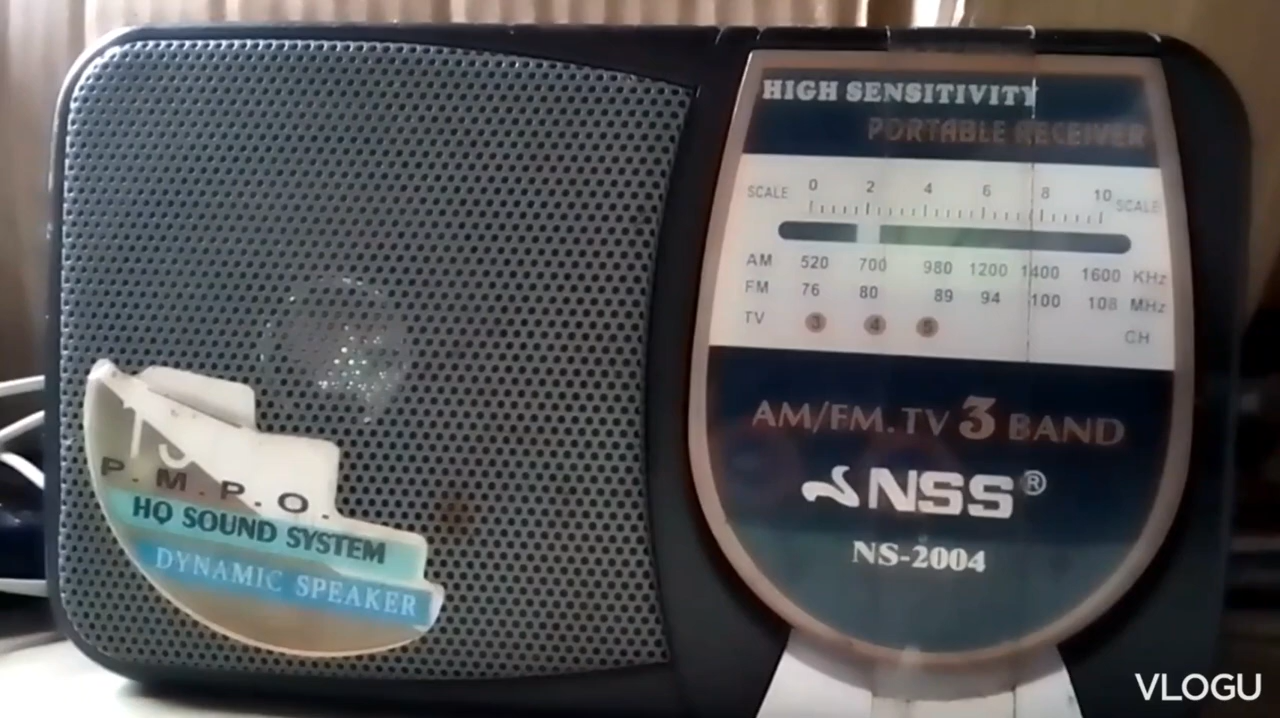 HIGH SENSITIVITY
PORTABLE RECEIVER
SCALE 0 2 4 6 8 10 SCALE
AM 520 700 980 1200 1400 1600 KHz
FM 76 80 89 94 100 108 MHz
TV 3 4 5 CH
AM/FM.TV 3 BAND
NSS®
NS-2004
P.M.P.O.
HQ SOUND SYSTEM
DYNAMIC SPEAKER
VLOGU